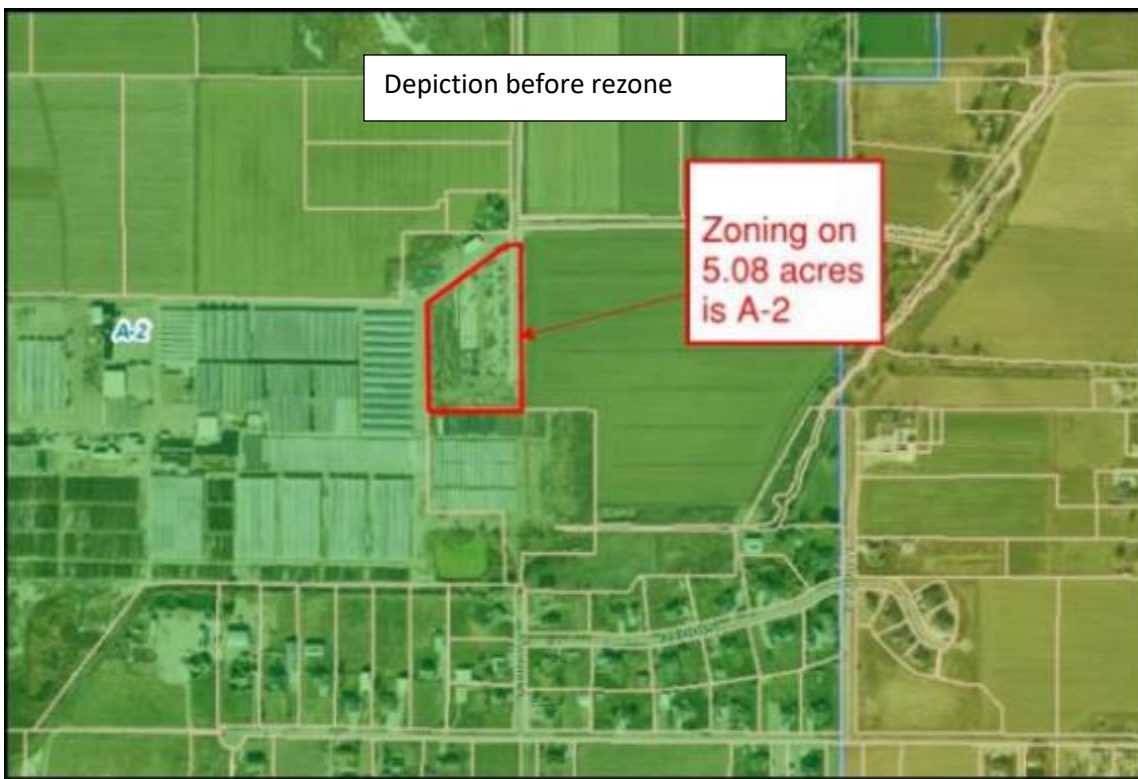 Depiction before rezone
Zoning on
5.08 acres
is A-2
A-2